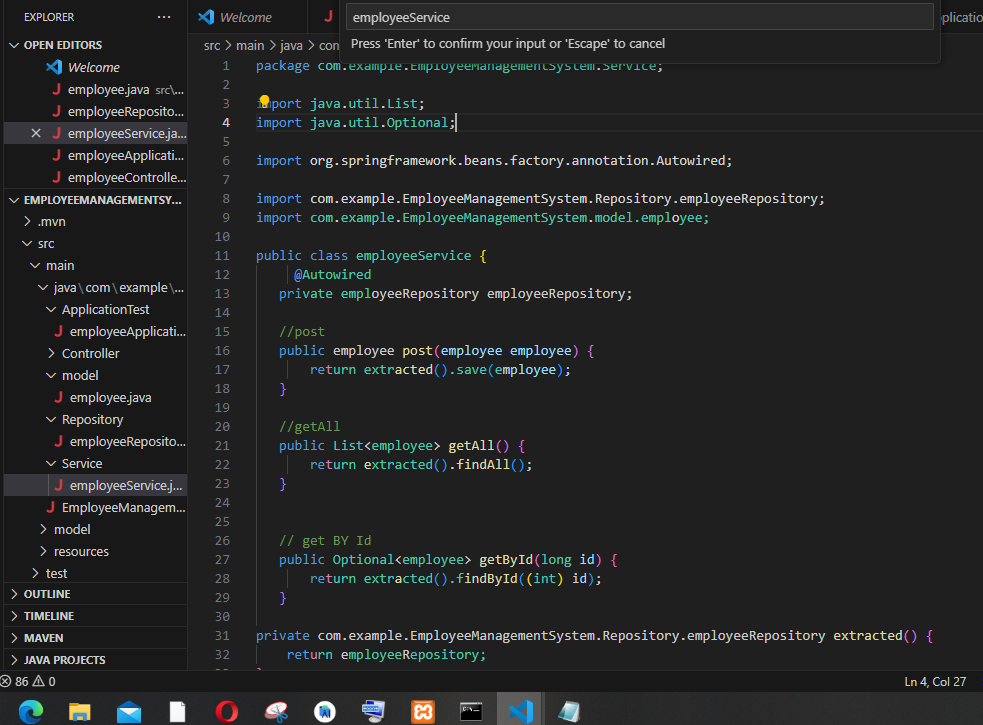 EXPLORER
...
OPEN EDITORS
Welcome
employee.java src\...
employeeReposito...
employeeService.ja...
employeeApplicati...
employeeControlle...
EMPLOYEEMANAGEMENTSY...
.mvn
src
main
java\com\example\...
ApplicationTest
employeeApplicati...
Controller
model
employee.java
Repository
employeeReposito...
Service
employeeService.j...
EmployeeManagem...
model
resources
test
OUTLINE
TIMELINE
MAVEN
JAVA PROJECTS
86 0
Welcome
J
plicatio
employeeService
Press 'Enter' to confirm your input or 'Escape' to cancel
src > main > java > con
1 package com.example.EmployeeManagementSystem.Service;
2
3 import java.util.List;
4 import java.util.Optional;
5
6 import org.springframework.beans.factory.annotation.Autowired;
7
8 import com.example.EmployeeManagementSystem.Repository.employeeRepository;
9 import com.example.EmployeeManagementSystem.model.employee;
10
11 public class employeeService {
12 @Autowired
13 private employeeRepository employeeRepository;
14
15 //post
16 public employee post(employee employee) {
17 return extracted().save(employee);
18 }
19
20 //getAll
21 public List<employee> getAll() {
22 return extracted().findAll();
23 }
24
25
26 // get BY Id
27 public Optional<employee> getById(long id) {
28 return extracted().findById((int) id);
29 }
30
31 private com.example.EmployeeManagementSystem.Repository.employeeRepository extracted() {
32 return employeeRepository;
Ln 4, Col 27